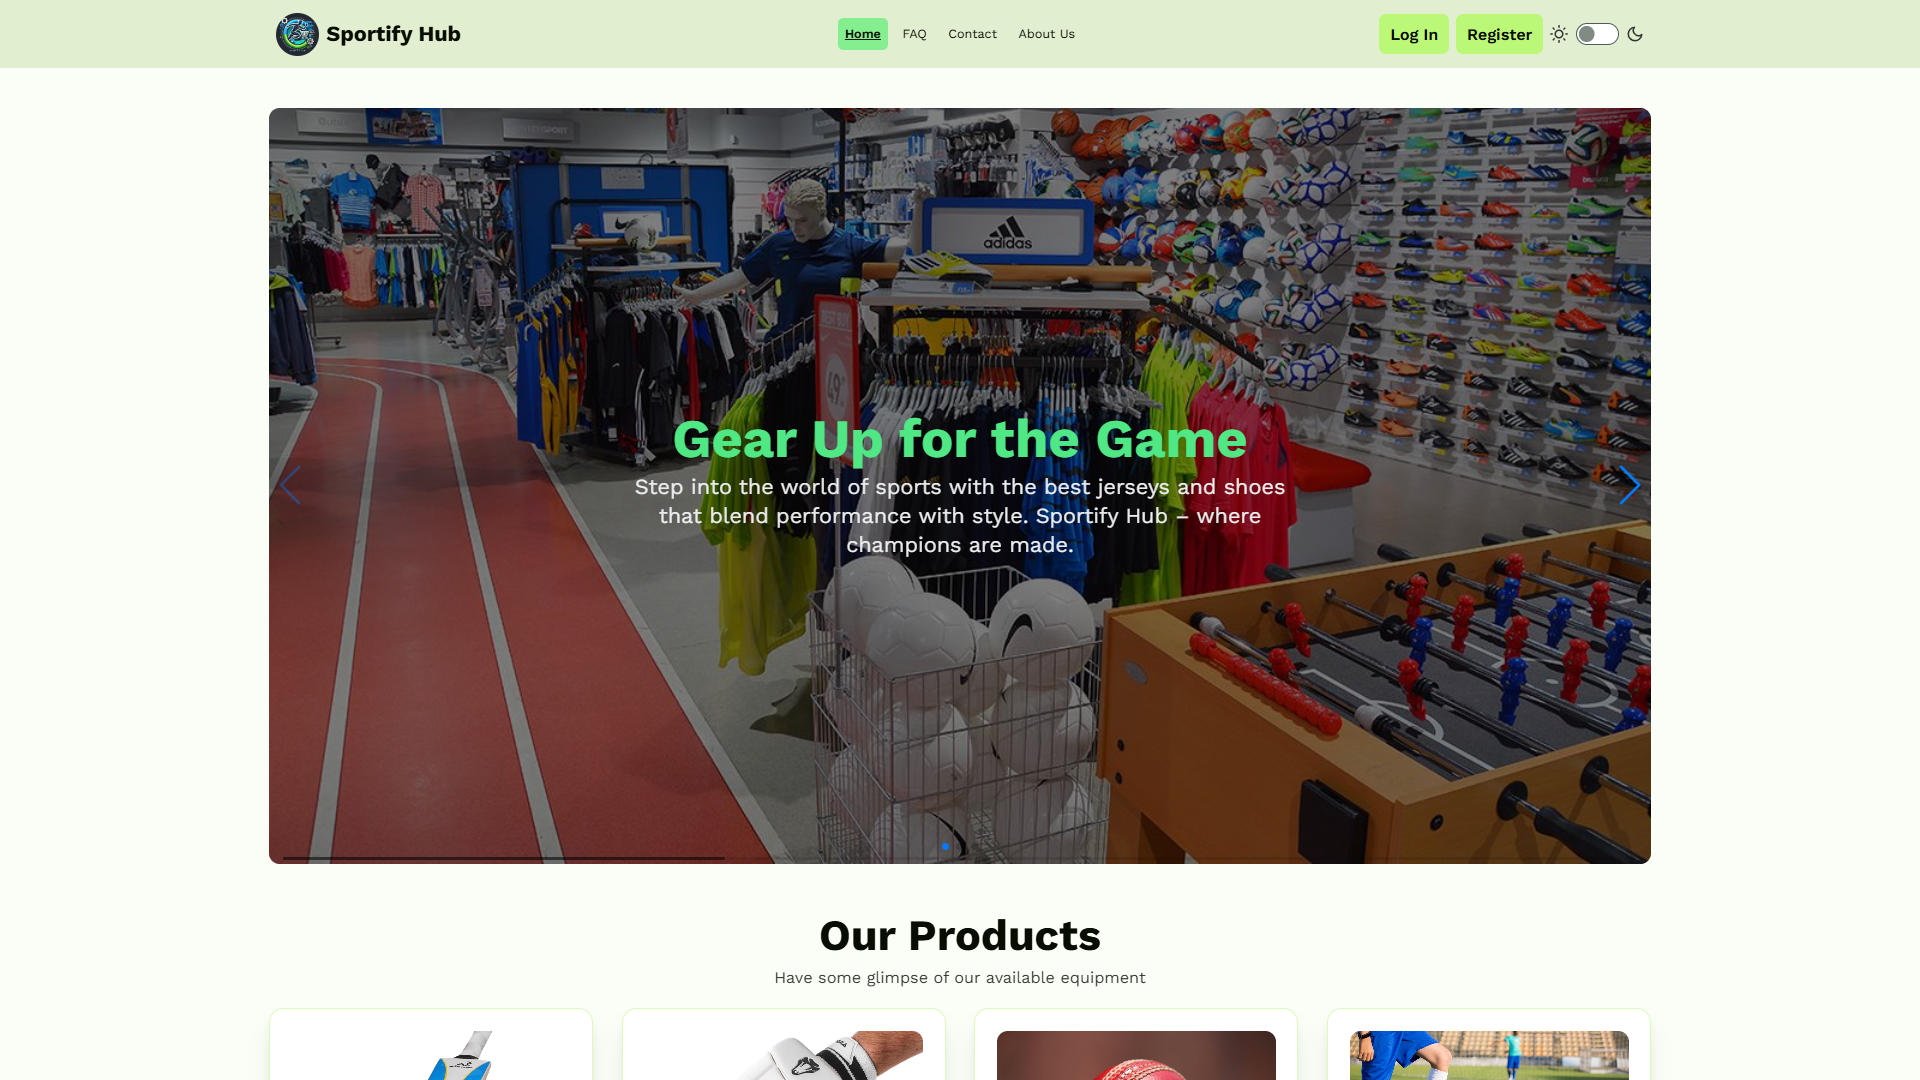 Sportify Hub
Home
FAQ
Contact
About Us
Log In
Register
adidas
Gear Up for the Game
Step into the world of sports with the best jerseys and shoes
that blend performance with style. Sportify Hub – where
champions are made.
Our Products
Have some glimpse of our available equipment